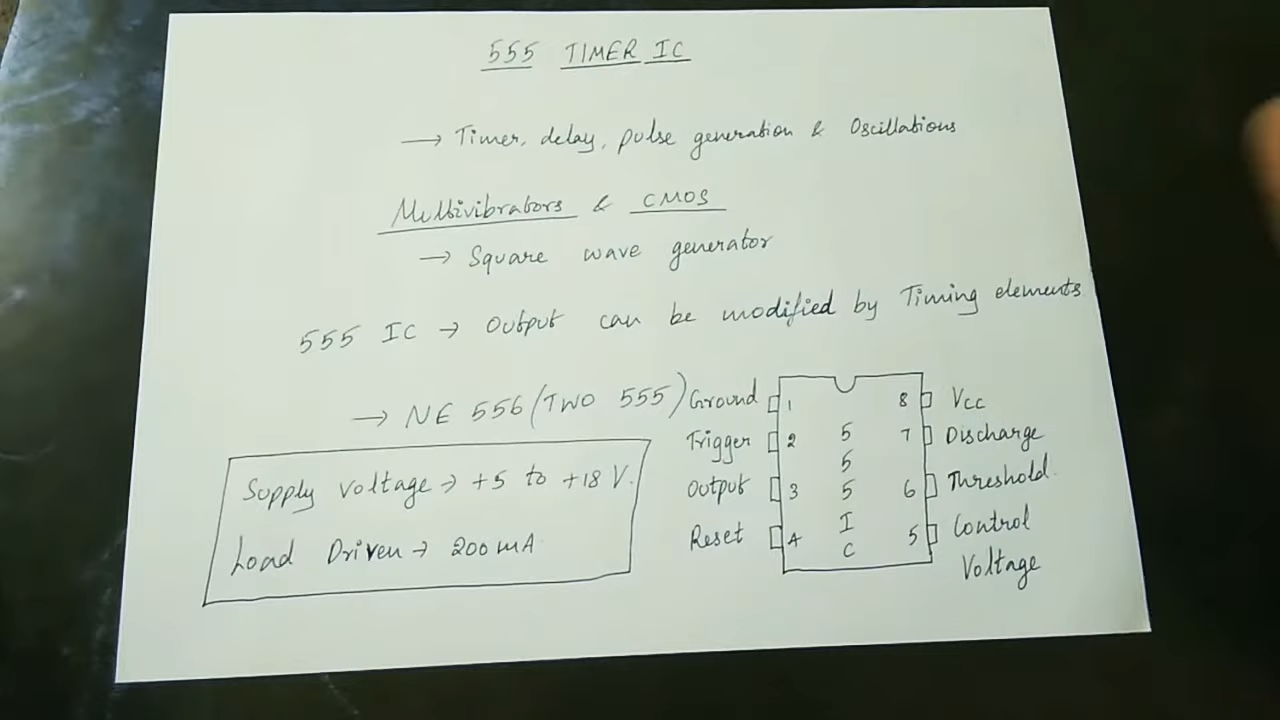 555 TIMER IC
→ Timer, delay, pulse generation & Oscillations
Multivibrators & CMOS
→ Square wave generator
555 IC → Output can be modified by Timing elements
→ NE 556 (TWO 555)
Supply voltage → +5 to +18 V.
Load Driven → 200 mA
Ground 1 8 Vcc
Trigger 2 5 7 Discharge
5
Output 3 5 6 Threshold
Reset 4 I 5 Control
C Voltage